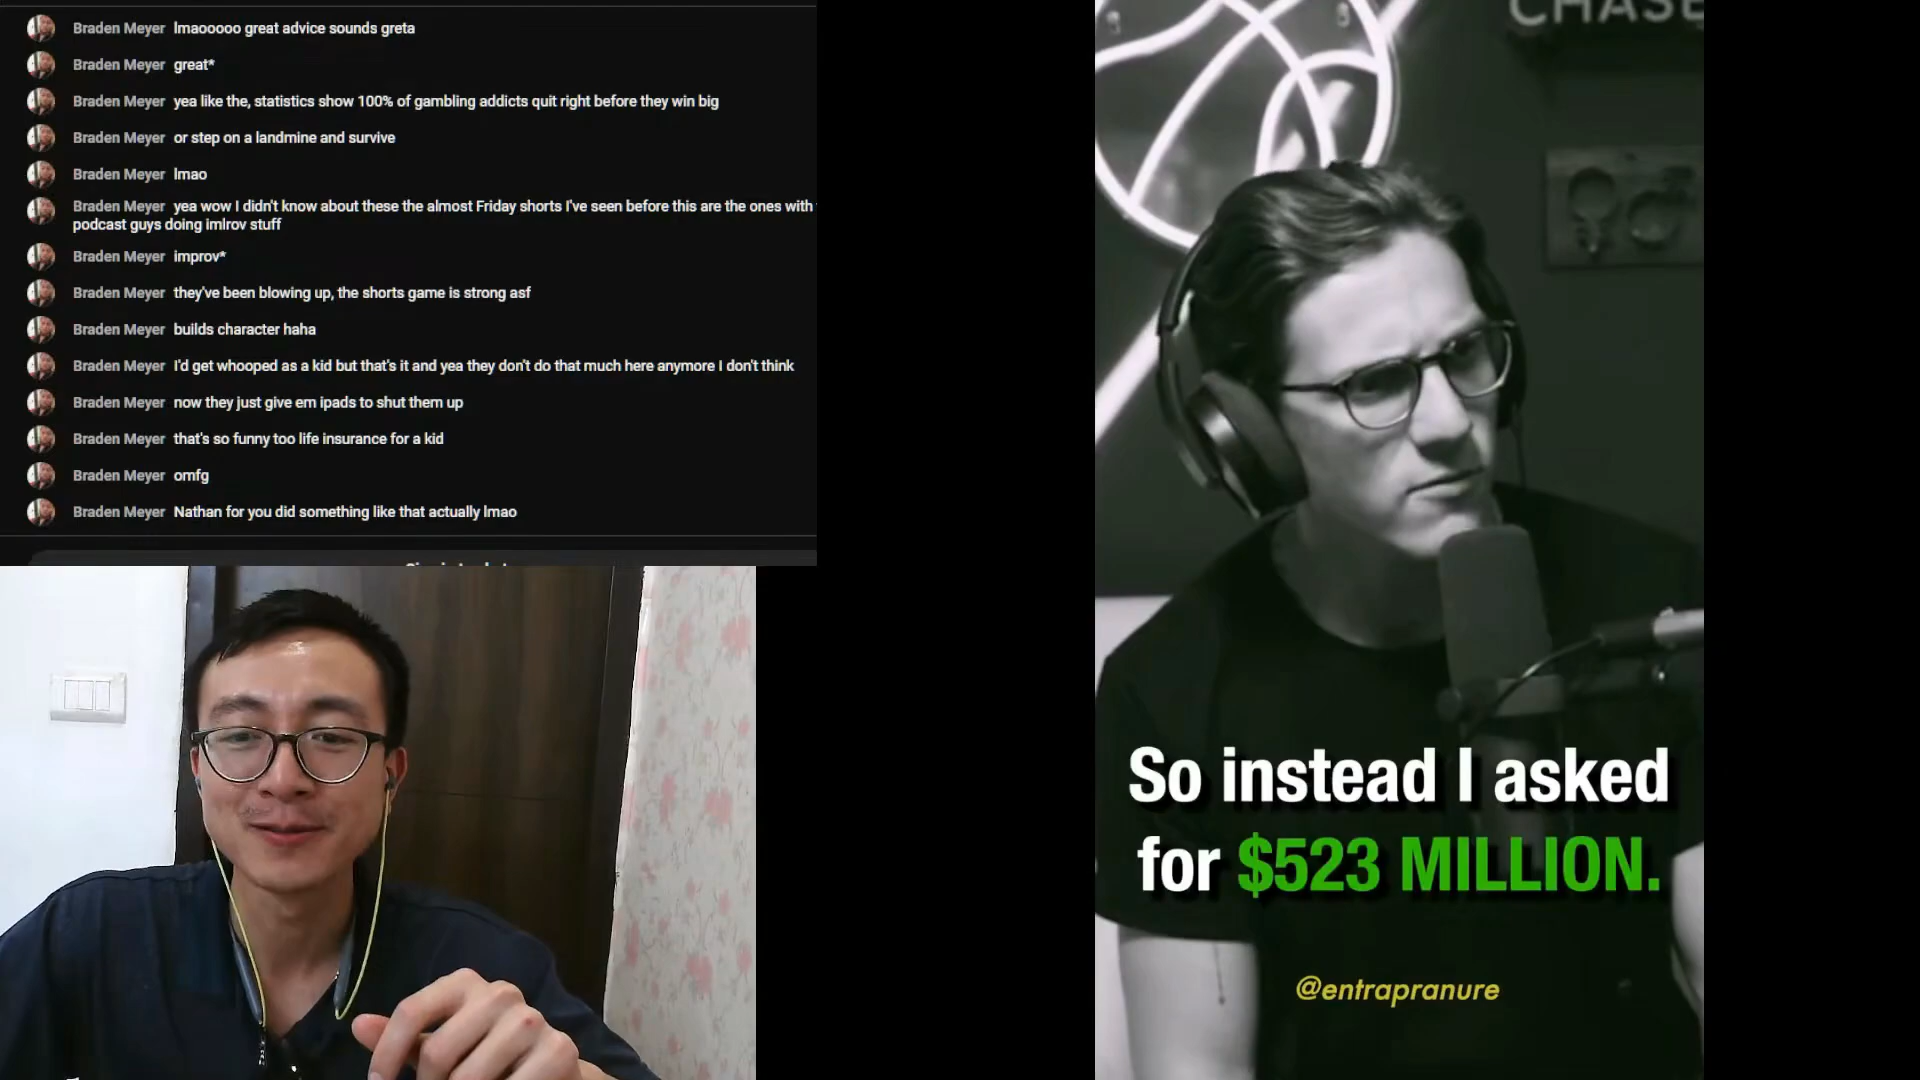 Braden Meyer lmaooooo great advice sounds greta
Braden Meyer great*
Braden Meyer yea like the, statistics show 100% of gambling addicts quit right before they win big
Braden Meyer or step on a landmine and survive
Braden Meyer lmao
Braden Meyer yea wow I didn't know about these the almost Friday shorts I've seen before this are the ones with
podcast guys doing imlrov stuff
Braden Meyer improv*
Braden Meyer they've been blowing up, the shorts game is strong asf
Braden Meyer builds character haha
Braden Meyer I'd get whooped as a kid but that's it and yea they don't do that much here anymore I don't think
Braden Meyer now they just give em ipads to shut them up
Braden Meyer that's so funny too life insurance for a kid
Braden Meyer omfg
Braden Meyer Nathan for you did something like that actually lmao
CHASE
So instead I asked
for $523 MILLION.
@entrapranure